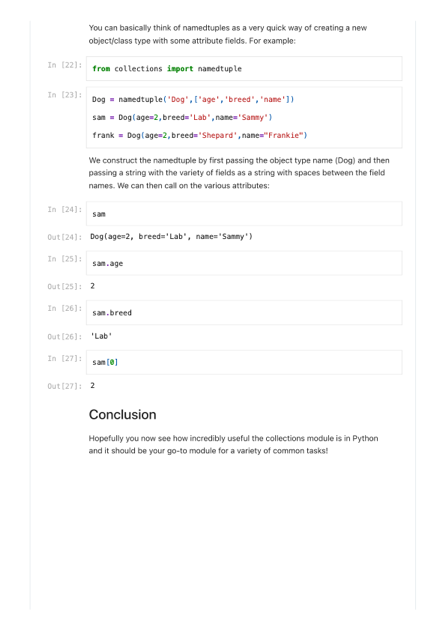 You can basically think of namedtuples as a very quick way of creating a new
object/class type with some attribute fields. For example:
In [22]:
from collections import namedtuple
In [23]:
Dog = namedtuple('Dog',['age','breed','name'])
sam = Dog(age=2,breed='Lab',name='Sammy')
frank = Dog(age=2,breed='Shepard',name="Frankie")
We construct the namedtuple by first passing the object type name (Dog) and then
passing a string with the variety of fields as a string with spaces between the field
names. We can then call on the various attributes:
In [24]:
sam
Out[24]: Dog(age=2, breed='Lab', name='Sammy')
In [25]:
sam.age
Out[25]: 2
In [26]:
sam.breed
Out[26]: 'Lab'
In [27]:
sam[0]
Out[27]: 2
Conclusion
Hopefully you now see how incredibly useful the collections module is in Python
and it should be your go-to module for a variety of common tasks!